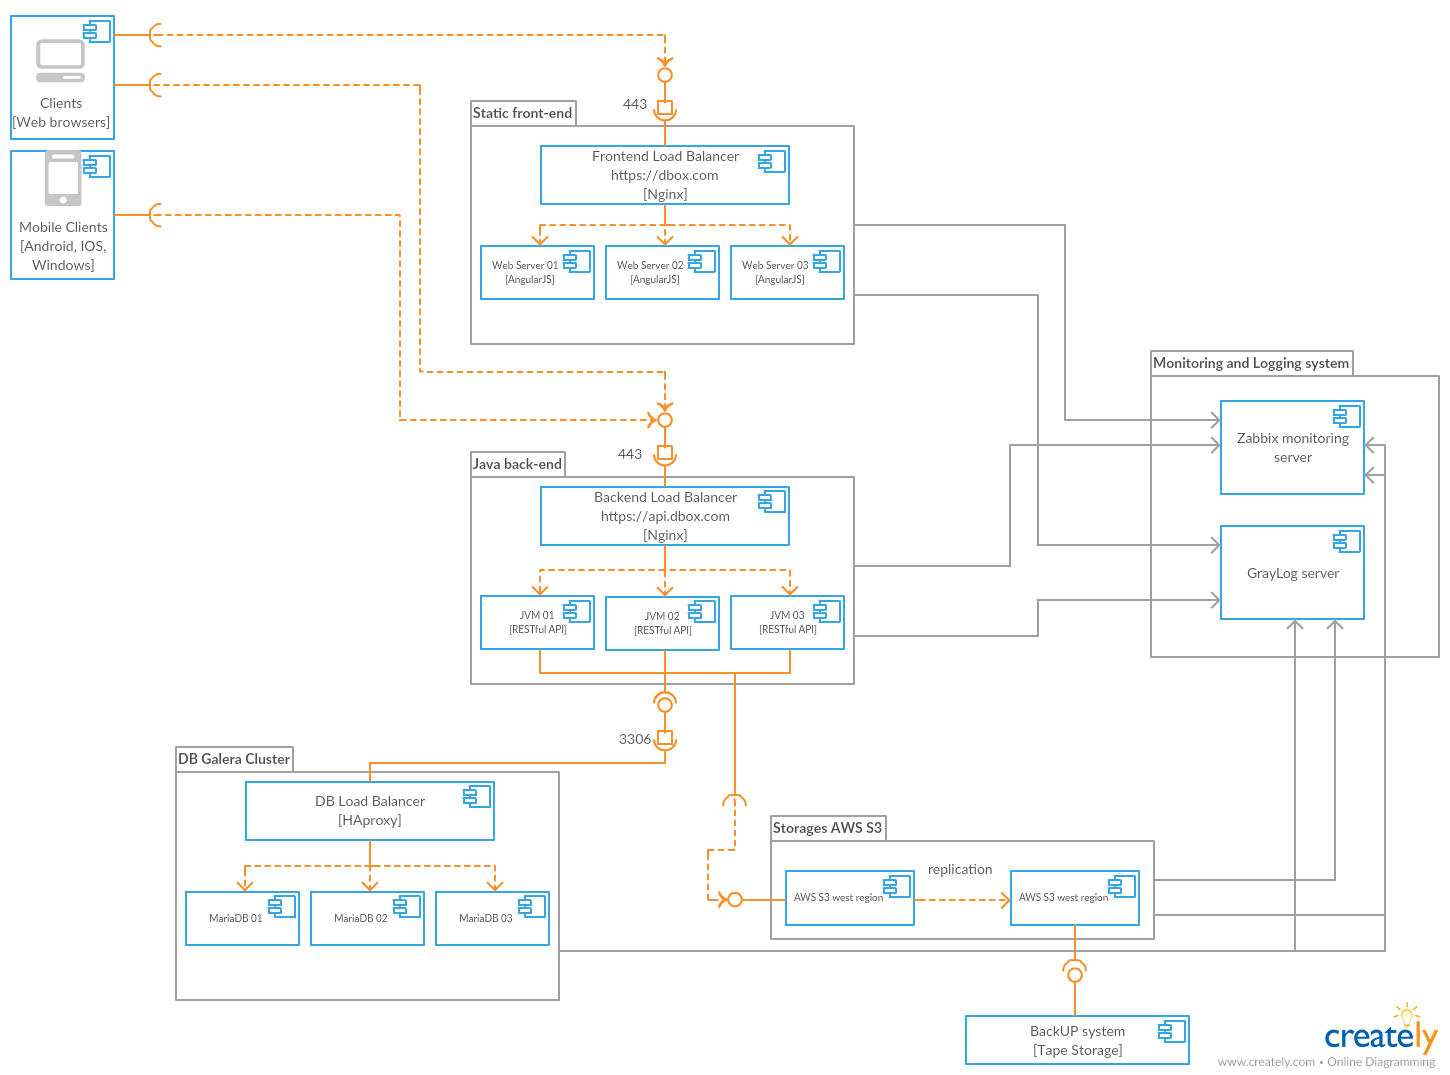 Clients
[Web browsers]
Mobile Clients
[Android, IOS,
Windows]
443
Static front-end
Frontend Load Balancer
https://dbox.com
[Nginx]
Web Server 01
[AngularJS]
Web Server 02
[AngularJS]
Web Server 03
[AngularJS]
Monitoring and Logging system
Zabbix monitoring
server
GrayLog server
443
Java back-end
Backend Load Balancer
https://api.dbox.com
[Nginx]
JVM 01
[RESTful API]
JVM 02
[RESTful API]
JVM 03
[RESTful API]
3306
DB Galera Cluster
DB Load Balancer
[HAproxy]
MariaDB 01
MariaDB 02
MariaDB 03
Storages AWS S3
replication
AWS S3 west region
AWS S3 west region
BackUP system
[Tape Storage]
creately
www.creately.com • Online Diagramming